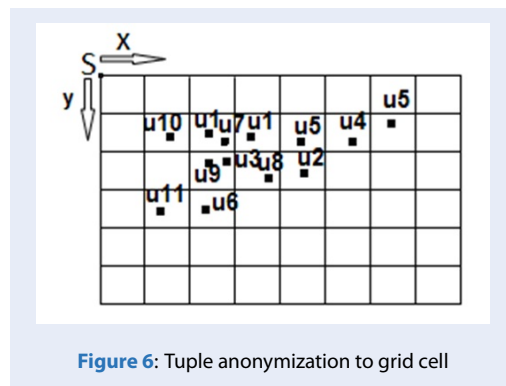 X
S
y
u5
u10 u1 u7 u1 u5 u4
u9 u3 u8 u2
u11 u6
Figure 6: Tuple anonymization to grid cell